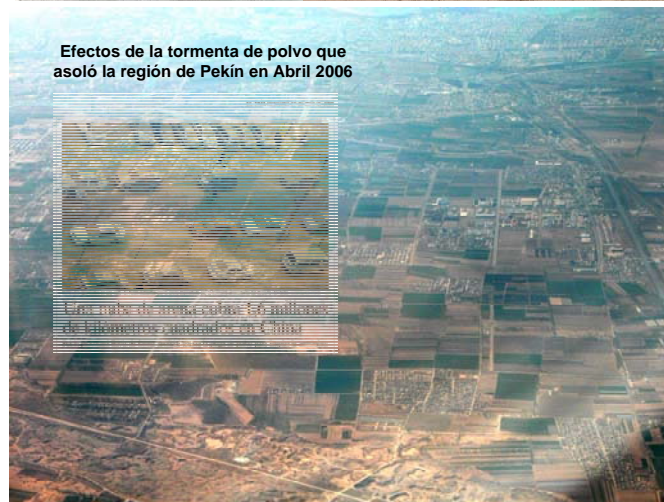 Efectos de la tormenta de polvo que
asoló la región de Pekín en Abril 2006
Una nube de arena cubre 1,6 millones
de kilómetros cuadrados en China